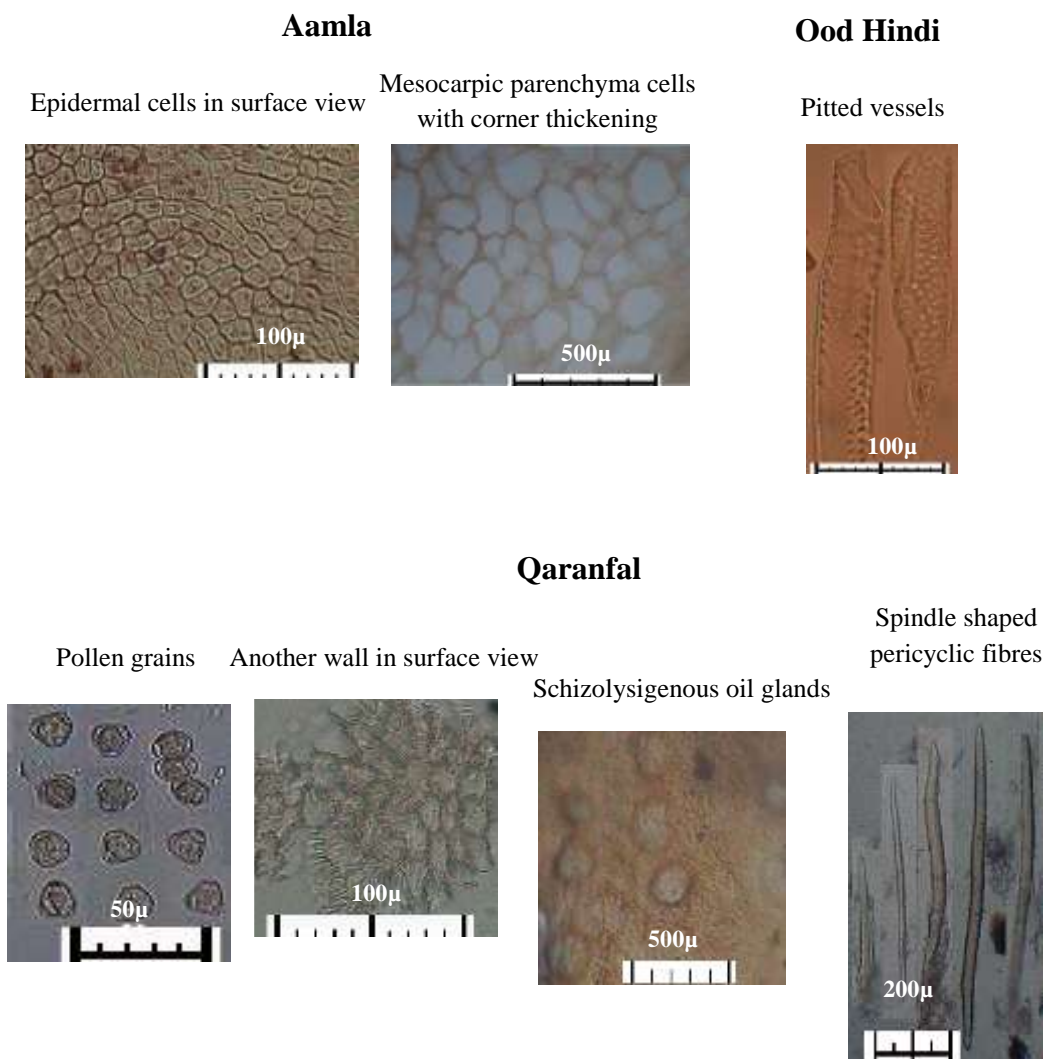 Aamla
Ood Hindi
Epidermal cells in surface view
Mesocarpic parenchyma cells
with corner thickening
Pitted vessels
100µ
500µ
100µ
Qaranfal
Pollen grains
Another wall in surface view
Schizolysigenous oil glands
Spindle shaped
pericyclic fibres
50µ
100µ
500µ
200µ